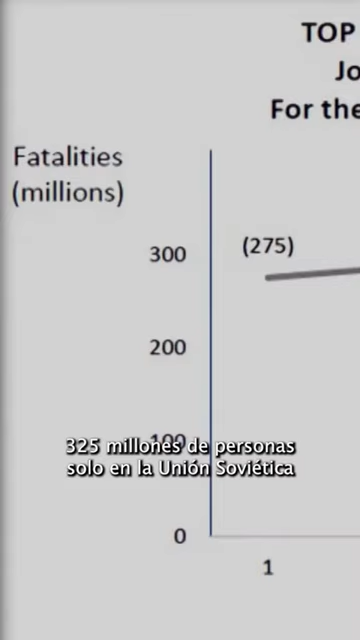 TOP
Jo
For the
Fatalities
(millions)
300
(275)
200
100
325 millones de personas
solo en la Unión Soviética
0
1